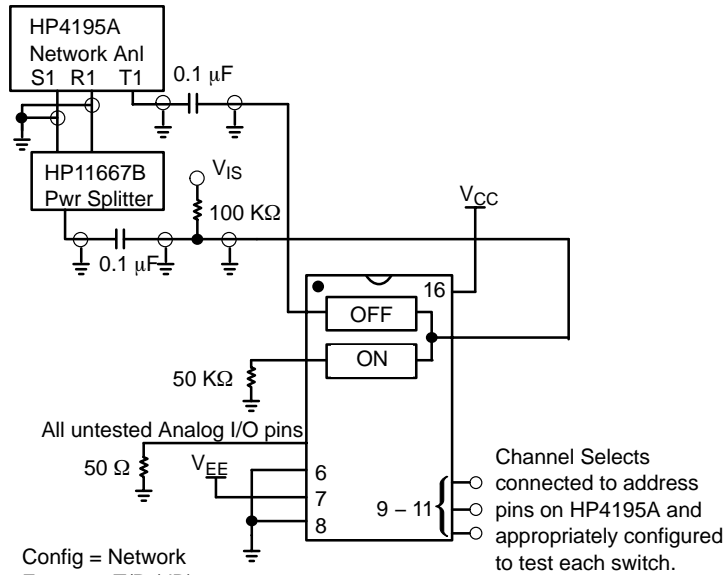 HP4195A
Network Anl
S1 R1 T1
0.1 μF
HP11667B
Pwr Splitter
VIS
100 KΩ
VCC
0.1 μF
16
OFF
ON
50 KΩ
All untested Analog I/O pins
50 Ω
VEE
6
7
8
9 – 11
Channel Selects
connected to address
pins on HP4195A and
appropriately configured
to test each switch.
Config = Network